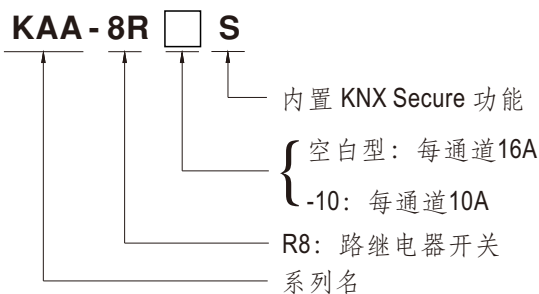 KAA-8R□S
内置 KNX Secure 功能
空白型：每通道16A
-10：每通道10A
R8：路继电器开关
系列名